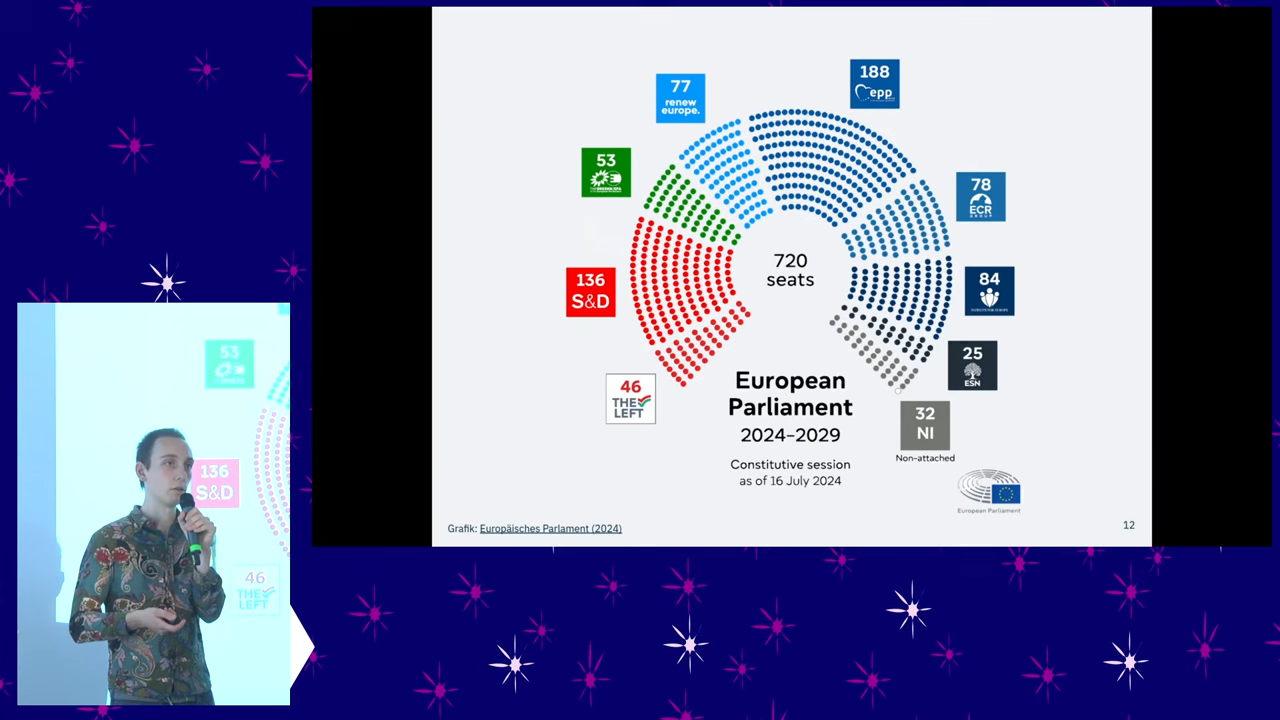 188
epp
77
renew
europe.
53
78
ECR
GROUP
136
S&D
720
seats
84
25
ESN
46
THE
LEFT
European
Parliament
2024–2029
Constitutive session
as of 16 July 2024
32
NI
Non-attached
European Parliament
Grafik: Europäisches Parlament (2024)
12
53
136
S&D
46
THE
LEFT